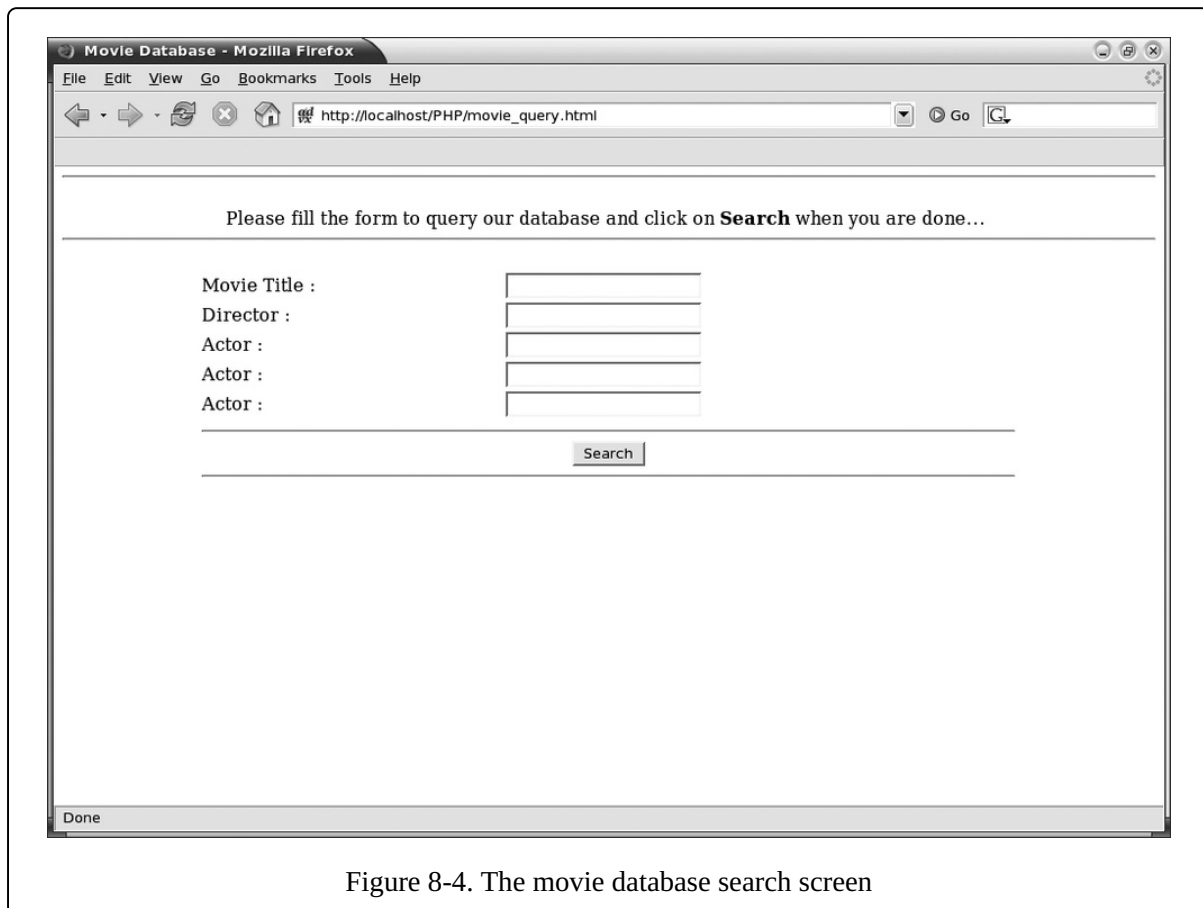 Movie Database - Mozilla Firefox
File Edit View Go Bookmarks Tools Help
http://localhost/PHP/movie_query.html Go G
Please fill the form to query our database and click on Search when you are done...
Movie Title :
Director :
Actor :
Actor :
Actor :
Search
Done
Figure 8-4. The movie database search screen